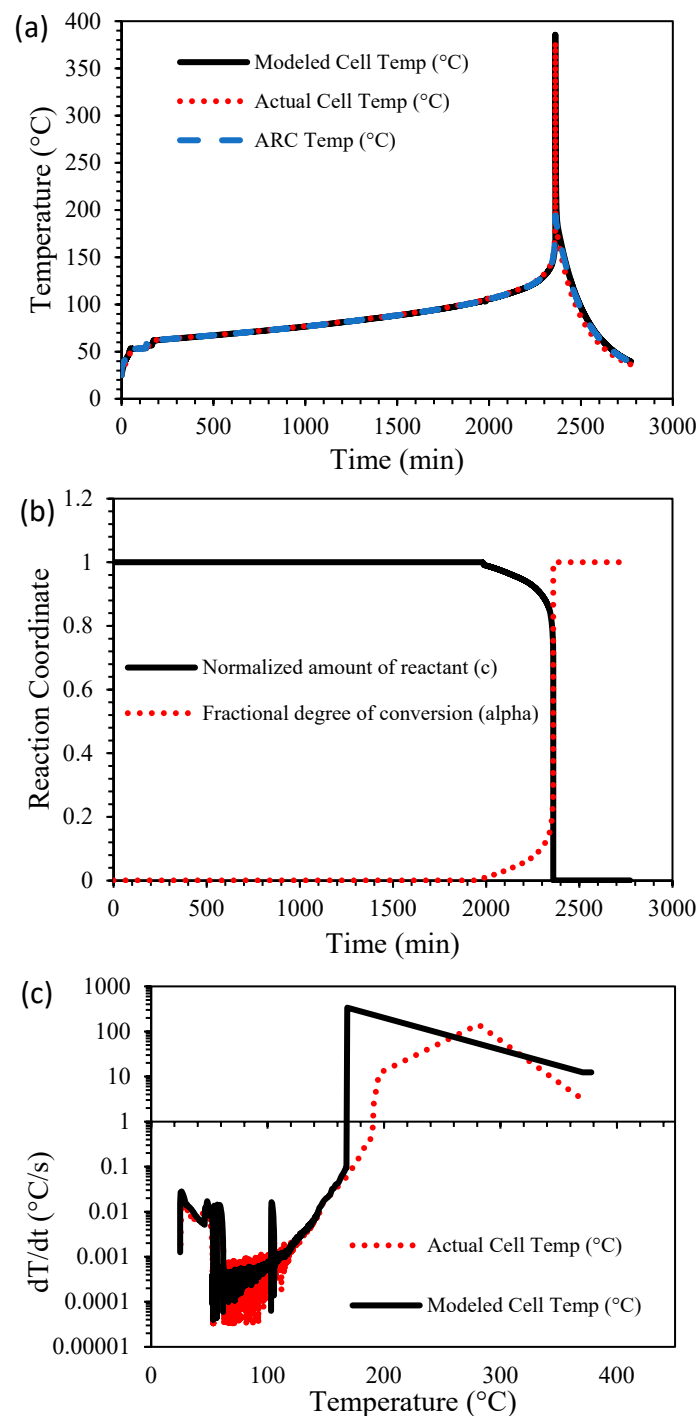 (a)
400
350
300
250
200
150
100
50
0
Temperature (°C)
Modeled Cell Temp (°C)
Actual Cell Temp (°C)
ARC Temp (°C)
0 500 1000 1500 2000 2500 3000
Time (min)
(b)
1.2
1
0.8
0.6
0.4
0.2
0
Reaction Coordinate
Normalized amount of reactant (c)
Fractional degree of conversion (alpha)
0 500 1000 1500 2000 2500 3000
Time (min)
(c)
1000
100
10
1
0.1
0.01
0.001
0.0001
0.00001
dT/dt (°C/s)
Actual Cell Temp (°C)
Modeled Cell Temp (°C)
0 100 200 300 400
Temperature (°C)